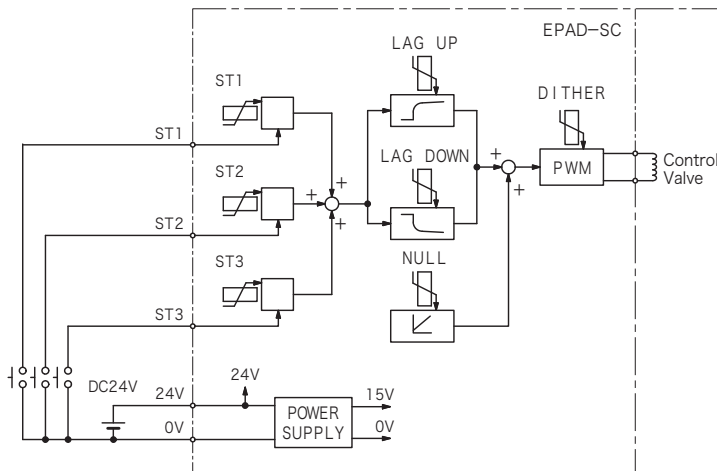 EPAD-SC
LAG UP
ST1
DITHER
ST1
+
LAG DOWN
+
PWM
Control
Valve
ST2
+
+
+
ST2
NULL
ST3
ST3
DC24V
24V
24V
15V
POWER
SUPPLY
0V
0V